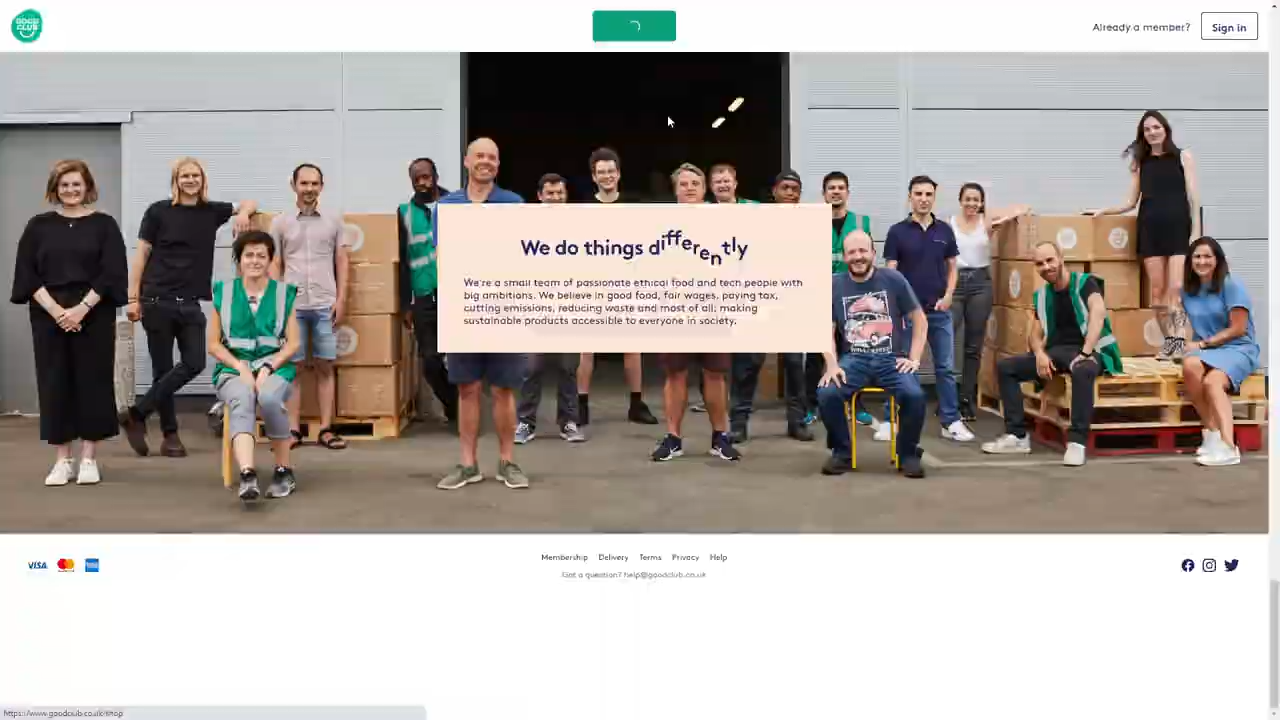 GOOD
CLUB
Already a member? Sign in
We do things differently
We're a small team of passionate ethical food and tech people with
big ambitions. We believe in good food, fair wages, paying tax,
cutting emissions, reducing waste and most of all; making
sustainable products accessible to everyone in society.
VISA
Membership Delivery Terms Privacy Help
Got a question? help@goodclub.co.uk
https://www.goodclub.co.uk/shop